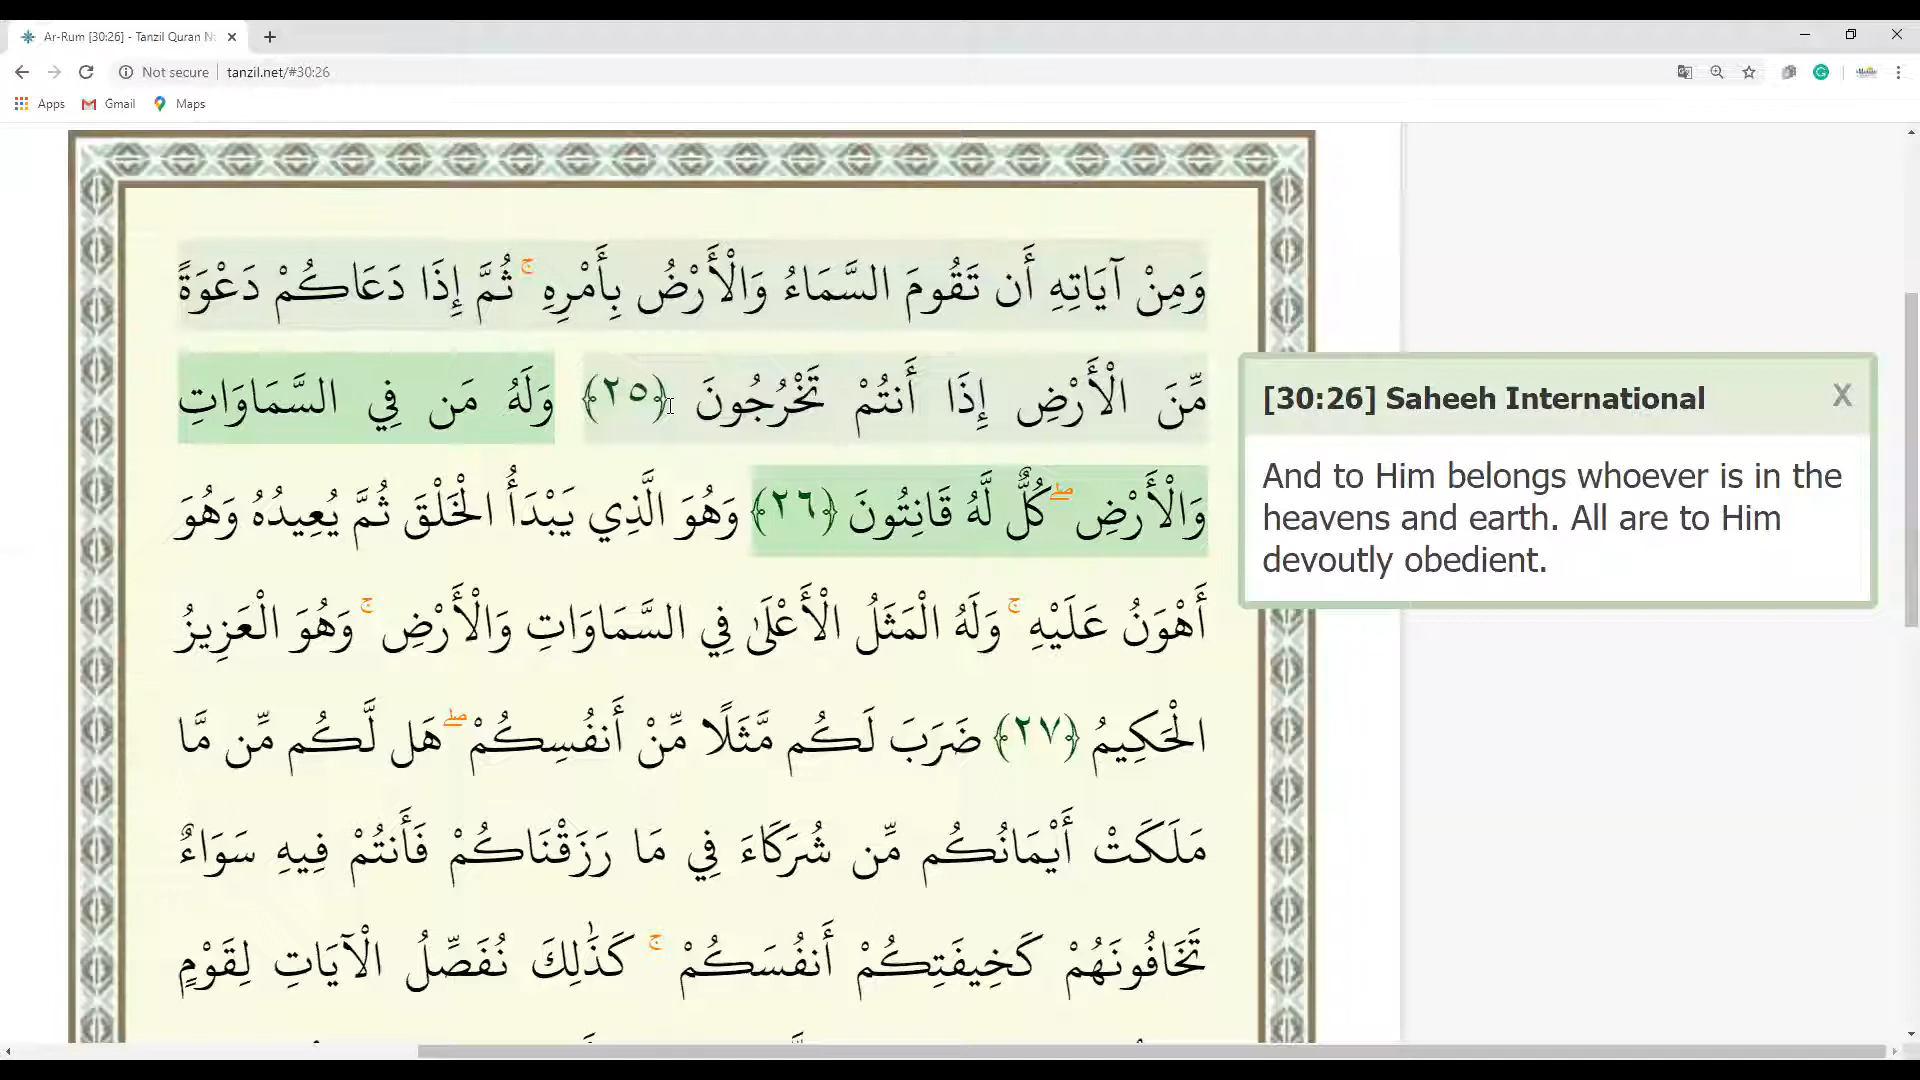 Ar-Rum [30:26] - Tanzil Quran N
Not secure
tanzil.net/#30:26
Apps
Gmail
Maps
وَمِنْ آيَاتِهِ أَن تَقُومَ السَّمَاءُ وَالْأَرْضُ بِأَمْرِهِ ۚ ثُمَّ إِذَا دَعَاكُمْ دَعْوَةً
مِّنَ الْأَرْضِ إِذَا أَنتُمْ تَخْرُجُونَ ﴿٢٥﴾ وَلَهُ مَن فِي السَّمَاوَاتِ
وَالْأَرْضِ ۖ كُلٌّ لَّهُ قَانِتُونَ ﴿٢٦﴾ وَهُوَ الَّذِي يَبْدَأُ الْخَلْقَ ثُمَّ يُعِيدُهُ وَهُوَ
أَهْوَنُ عَلَيْهِ ۚ وَلَهُ الْمَثَلُ الْأَعْلَىٰ فِي السَّمَاوَاتِ وَالْأَرْضِ ۚ وَهُوَ الْعَزِيزُ
الْحَكِيمُ ﴿٢٧﴾ ضَرَبَ لَكُم مَّثَلًا مِّنْ أَنفُسِكُمْ ۖ هَل لَّكُم مِّن مَّا
مَلَكَتْ أَيْمَانُكُم مِّن شُرَكَاءَ فِي مَا رَزَقْنَاكُمْ فَأَنتُمْ فِيهِ سَوَاءٌ
تَخَافُونَهُمْ كَخِيفَتِكُمْ أَنفُسَكُمْ ۚ كَذَٰلِكَ نُفَصِّلُ الْآيَاتِ لِقَوْمٍ
[30:26] Saheeh International
X
And to Him belongs whoever is in the
heavens and earth. All are to Him
devoutly obedient.